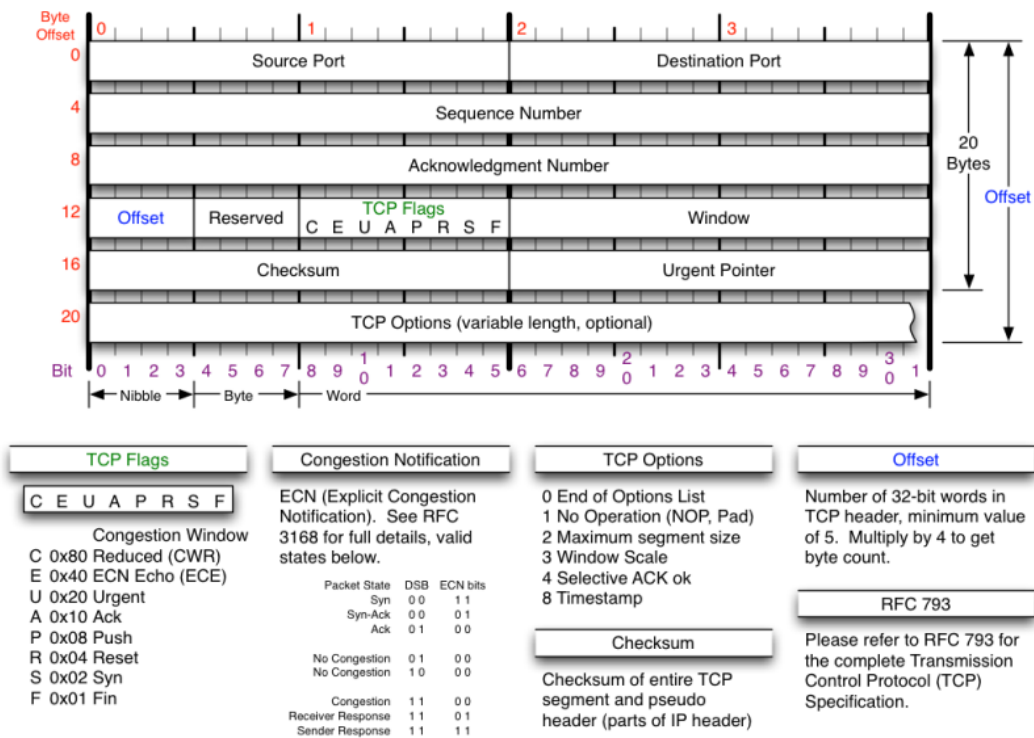 Byte
Offset
0 1 2 3
0 Source Port Destination Port
4 Sequence Number
8 Acknowledgment Number
20
Bytes
Offset
12 Offset Reserved TCP Flags Window
C E U A P R S F
16 Checksum Urgent Pointer
20 TCP Options (variable length, optional)
Bit 0 1 2 3 4 5 6 7 8 9 10 1 2 3 4 5 6 7 8 9 20 1 2 3 4 5 6 7 8 9 30 1
Nibble Byte Word
TCP Flags
C E U A P R S F
Congestion Window
C 0x80 Reduced (CWR)
E 0x40 ECN Echo (ECE)
U 0x20 Urgent
A 0x10 Ack
P 0x08 Push
R 0x04 Reset
S 0x02 Syn
F 0x01 Fin
Congestion Notification
ECN (Explicit Congestion
Notification). See RFC
3168 for full details, valid
states below.
Packet State DSB ECN bits
Syn 0 0 1 1
Syn-Ack 0 0 0 1
Ack 0 1 0 0
No Congestion 0 1 0 0
No Congestion 1 0 0 0
Congestion 1 1 0 0
Receiver Response 1 1 0 1
Sender Response 1 1 1 1
TCP Options
0 End of Options List
1 No Operation (NOP, Pad)
2 Maximum segment size
3 Window Scale
4 Selective ACK ok
8 Timestamp
Checksum
Checksum of entire TCP
segment and pseudo
header (parts of IP header)
Offset
Number of 32-bit words in
TCP header, minimum value
of 5. Multiply by 4 to get
byte count.
RFC 793
Please refer to RFC 793 for
the complete Transmission
Control Protocol (TCP)
Specification.